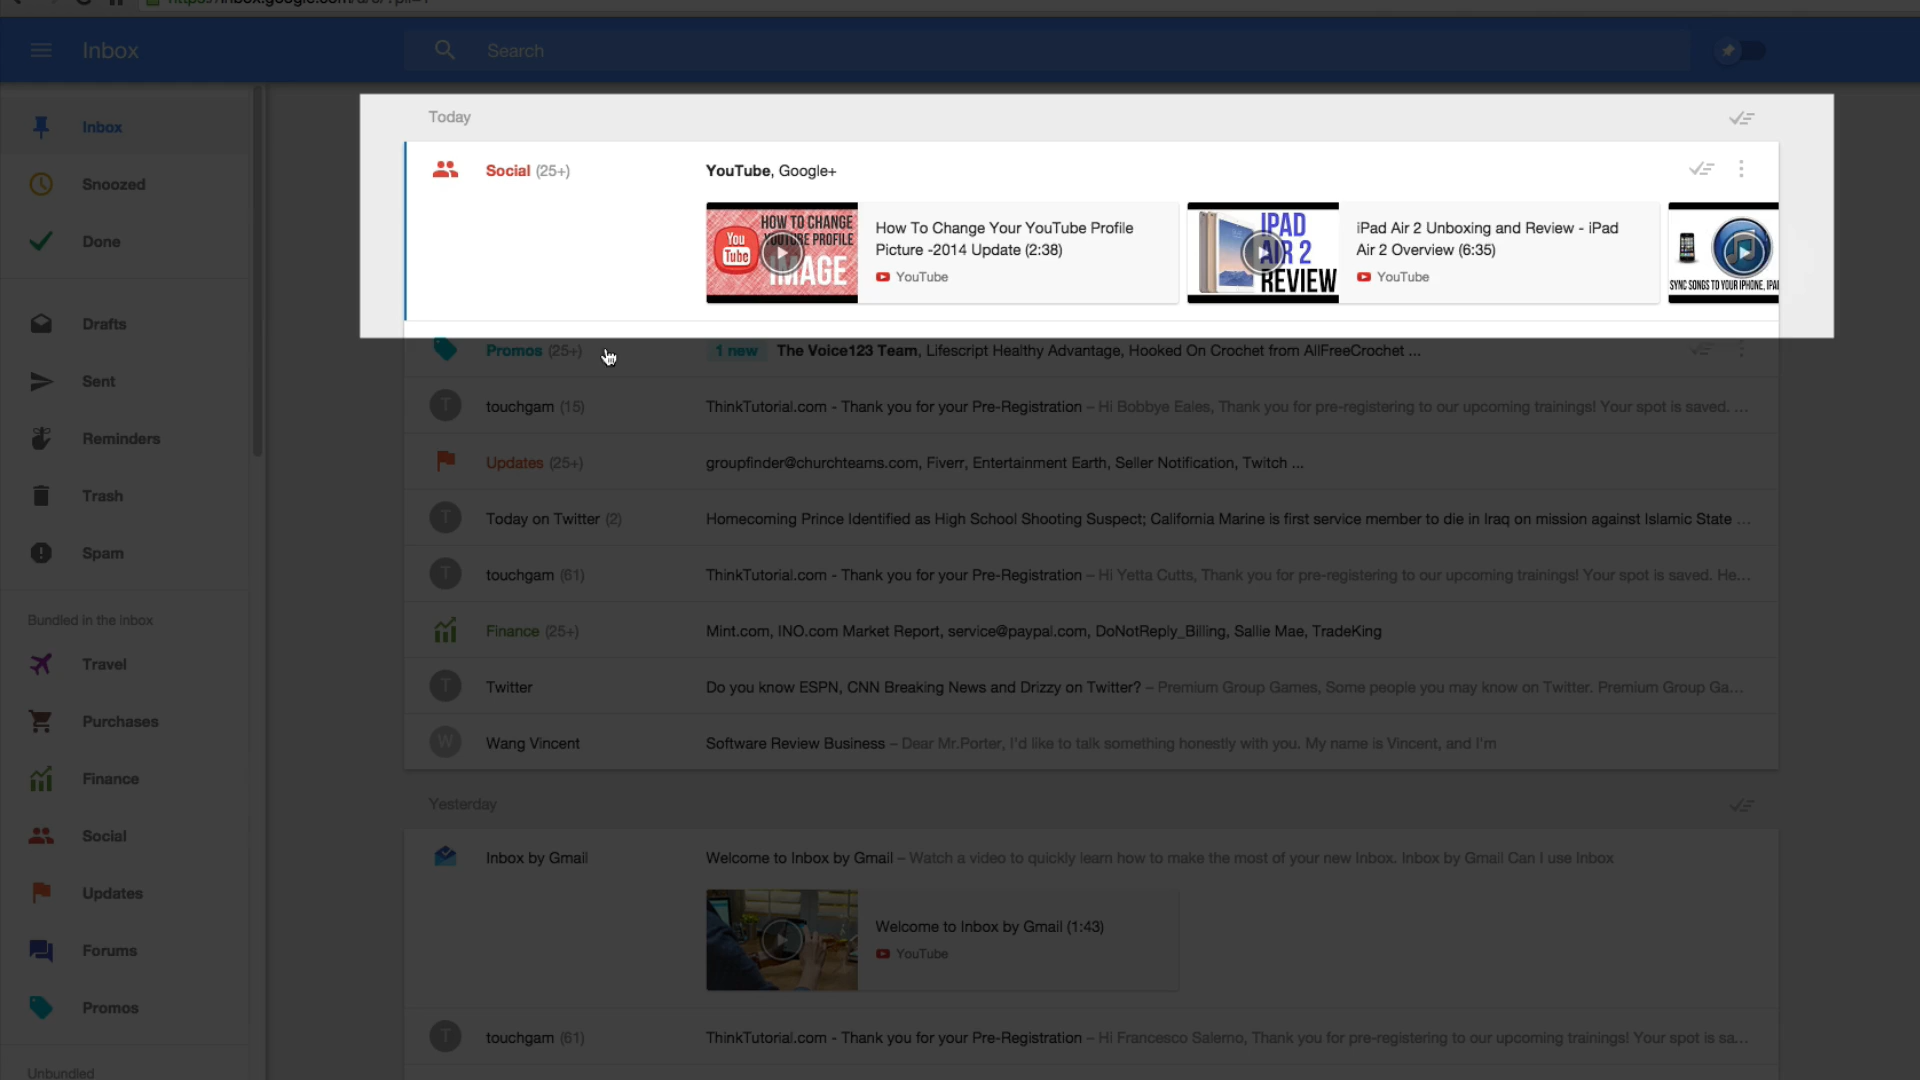 Inbox
Search
Inbox
Snoozed
Done
Drafts
Sent
Reminders
Trash
Spam
Bundled in the Inbox
Travel
Purchases
Finance
Social
Updates
Forums
Promos
Unbundled
Today
Social (25+)
YouTube, Google+
HOW TO CHANGE
YOUTUBE PROFILE
IMAGE
You
Tube
How To Change Your YouTube Profile
Picture -2014 Update (2:38)
YouTube
IPAD
AIR 2
REVIEW
iPad Air 2 Unboxing and Review - iPad
Air 2 Overview (6:35)
YouTube
SYNC SONGS TO YOUR IPHONE, IPA
Promos (25+) 1 new The Voice123 Team, Lifescript Healthy Advantage, Hooked On Crochet from AllFreeCrochet ...
T touchgam (15) ThinkTutorial.com - Thank you for your Pre-Registration – Hi Bobbye Eales, Thank you for pre-registering to our upcoming trainings! Your spot is saved. ...
Updates (25+) groupfinder@churchteams.com, Fiverr, Entertainment Earth, Seller Notification, Twitch ...
T Today on Twitter (2) Homecoming Prince Identified as High School Shooting Suspect; California Marine is first service member to die in Iraq on mission against Islamic State ...
T touchgam (61) ThinkTutorial.com - Thank you for your Pre-Registration – Hi Yetta Cutts, Thank you for pre-registering to our upcoming trainings! Your spot is saved. He...
Finance (25+) Mint.com, INO.com Market Report, service@paypal.com, DoNotReply_Billing, Sallie Mae, TradeKing
T Twitter Do you know ESPN, CNN Breaking News and Drizzy on Twitter? – Premium Group Games, Some people you may know on Twitter. Premium Group Ga...
W Wang Vincent Software Review Business – Dear Mr.Porter, I'd like to talk something honestly with you. My name is Vincent, and I'm
Yesterday
Inbox by Gmail Welcome to Inbox by Gmail – Watch a video to quickly learn how to make the most of your new Inbox. Inbox by Gmail Can I use Inbox
Welcome to Inbox by Gmail (1:43)
YouTube
T touchgam (61) ThinkTutorial.com - Thank you for your Pre-Registration – Hi Francesco Salemo, Thank you for pre-registering to our upcoming trainings! Your spot is sa...